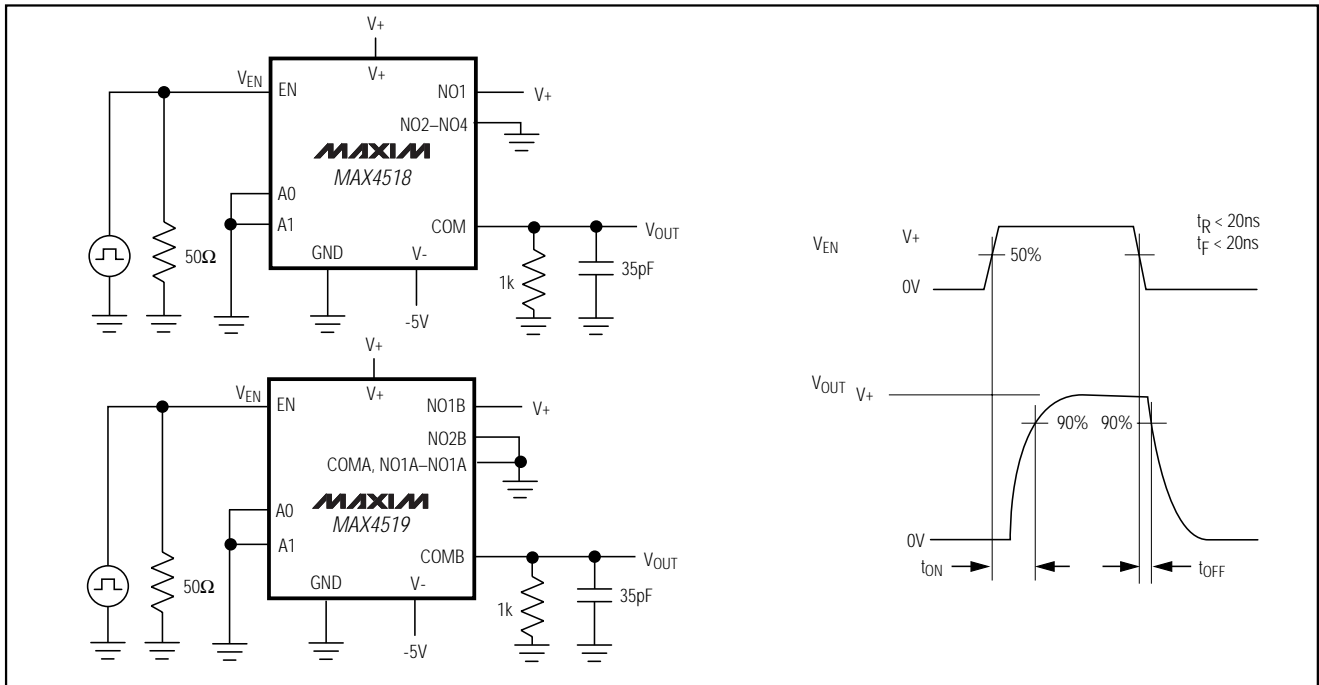 V+
V+
VEN
EN
NO1
V+
NO2–NO4
MAXIM
MAX4518
A0
A1
COM
VOUT
50Ω
GND
V-
1k
35pF
-5V
V+
V+
VEN
EN
NO1B
V+
NO2B
COMA, NO1A–NO1A
MAXIM
MAX4519
A0
A1
COMB
VOUT
50Ω
GND
V-
1k
35pF
-5V
tR < 20ns
tF < 20ns
VEN
V+
50%
0V
VOUT
V+
90%
90%
0V
tON
tOFF